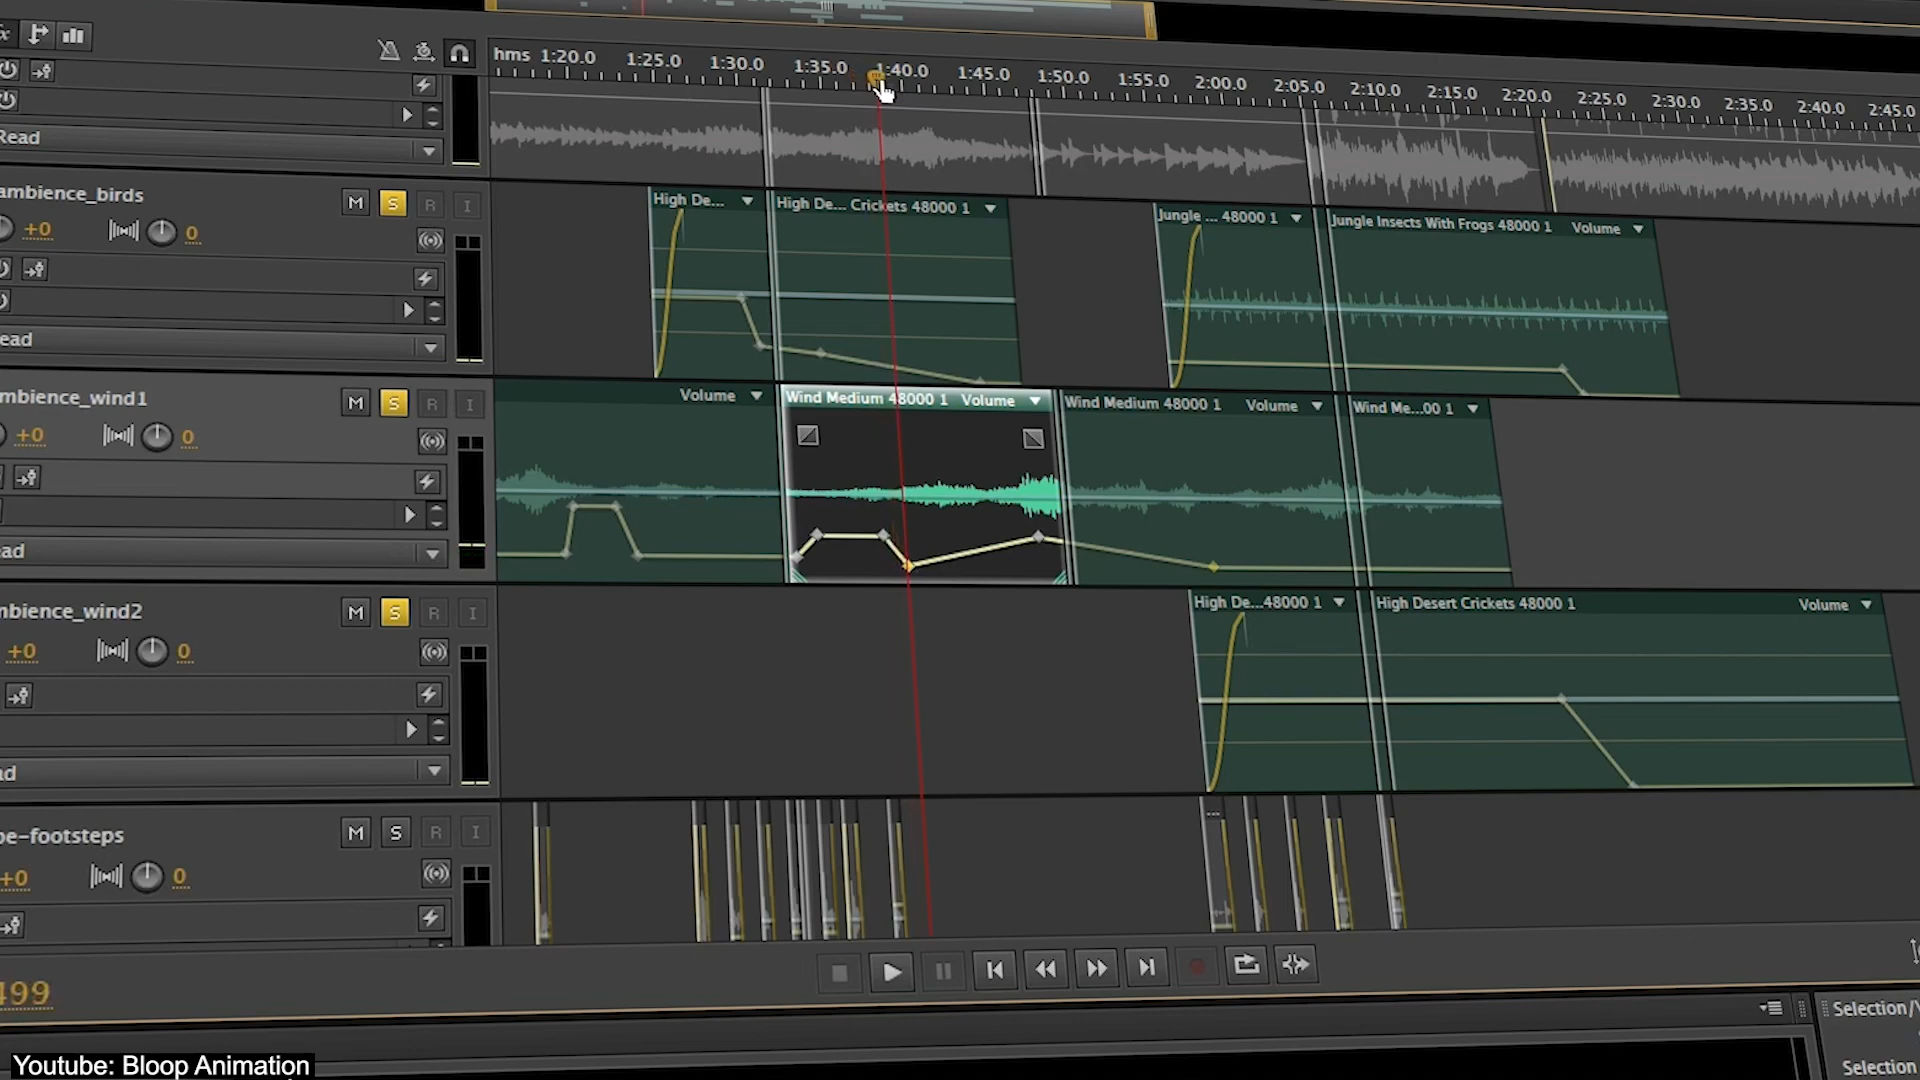 hms 1:20.0 1:25.0 1:30.0 1:35.0 1:40.0 1:45.0 1:50.0 1:55.0 2:00.0 2:05.0 2:10.0 2:15.0 2:20.0 2:25.0 2:30.0 2:35.0 2:40.0 2:45.0
Read
ambience_birds M S R I
+0 0
ead
High De... High De... Crickets 48000 1
Jungle ... 48000 1 Jungle Insects With Frogs 48000 1 Volume
mbience_wind1 M S R I
+0 0
ead
Volume Wind Medium 48000 1 Volume Wind Medium 48000 1 Volume Wind Me...00 1
mbience_wind2 M S R I
+0 0
ad
High De...48000 1 High Desert Crickets 48000 1 Volume
pe-footsteps M S R I
+0 0
...
499
Selection/
Selection
Youtube: Bloop Animation